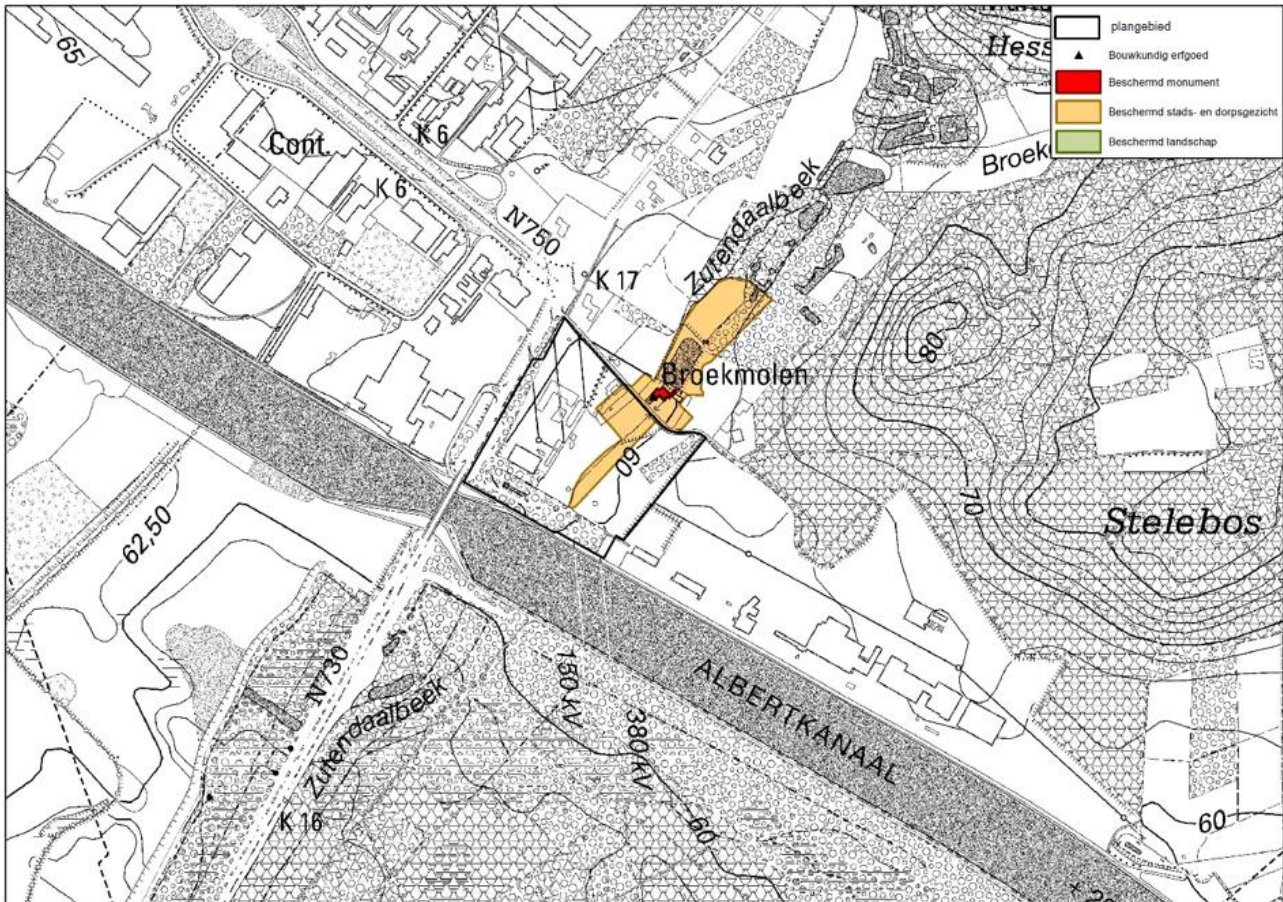 plangebied
Bouwkundig erfgoed
Beschermd monument
Beschermd stads- en dorpsgezicht
Beschermd landschap
65
Hess
K 6
Cont.
K 6
Zutendaalbeek
N750
K 17
80
Broekmolen
60
70
Stelebos
62,50
N730
Zutendaalbeek
150 kV
380 kV
ALBERTKANAAL
60
60
K 16